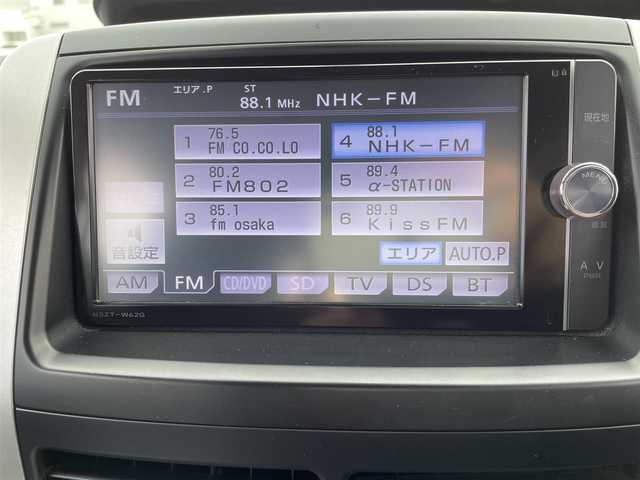 FM エリア.P ST 88.1 MHz NHK-FM
1 76.5 FM CO.CO.LO
4 88.1 NHK-FM
2 80.2 FM802
5 89.4 α-STATION
3 85.1 fm osaka
6 89.9 KissFM
音設定
エリア AUTO.P
AM FM CD/DVD SD TV DS BT
NSZT-W62G
現在地
MENU
∧ ∨
PWR